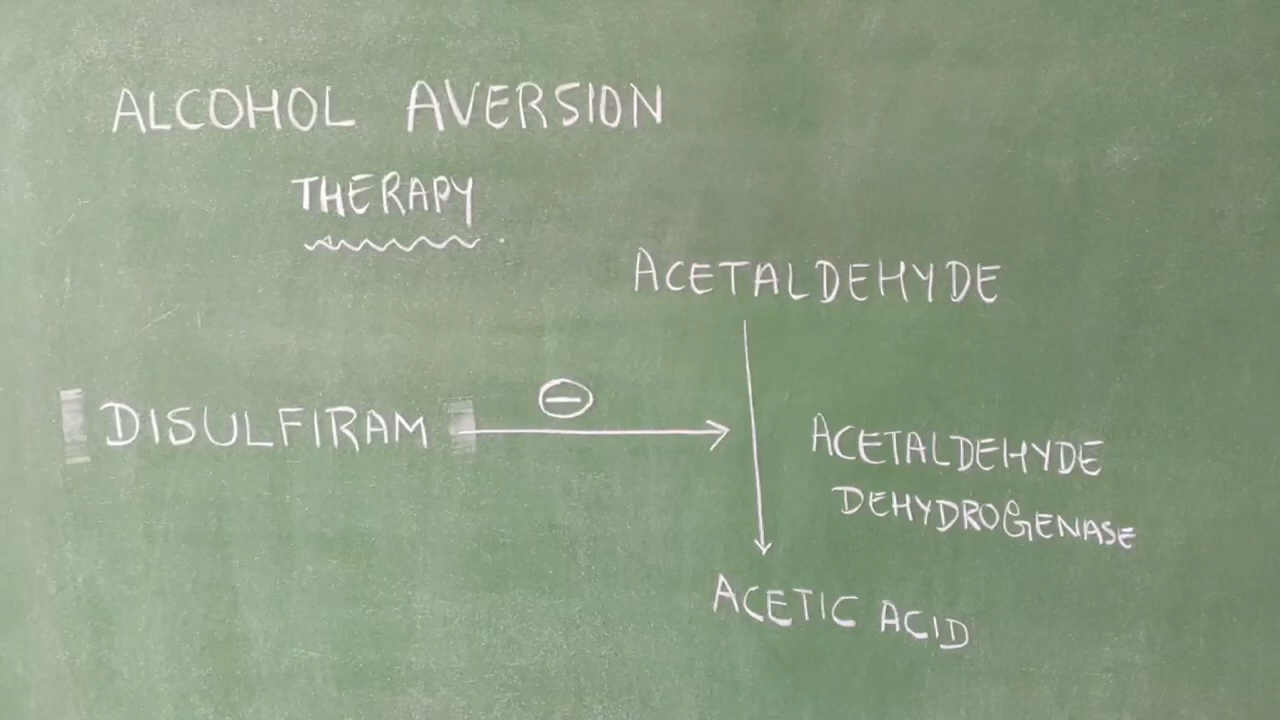 ALCOHOL AVERSION
THERAPY
ACETALDEHYDE
DISULFIRAM
ACETALDEHYDE
DEHYDROGENASE
ACETIC ACID